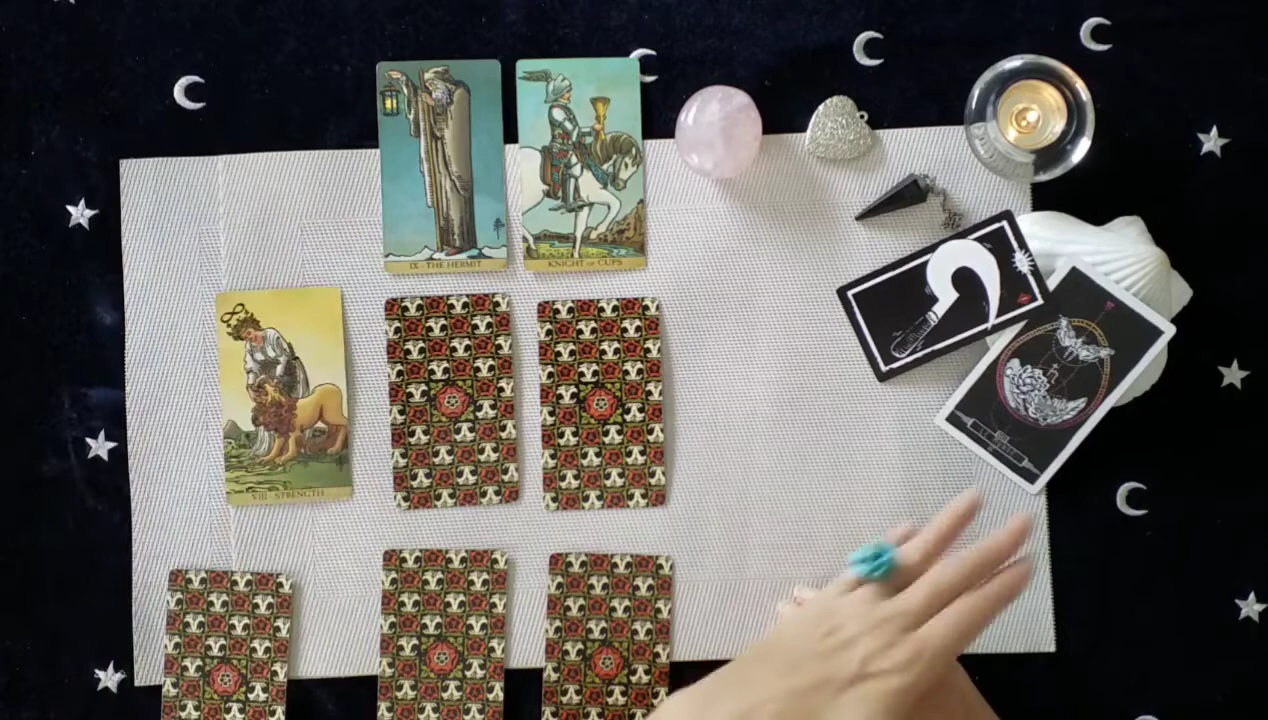 IX · THE HERMIT
KNIGHT OF CUPS
VIII STRENGTH